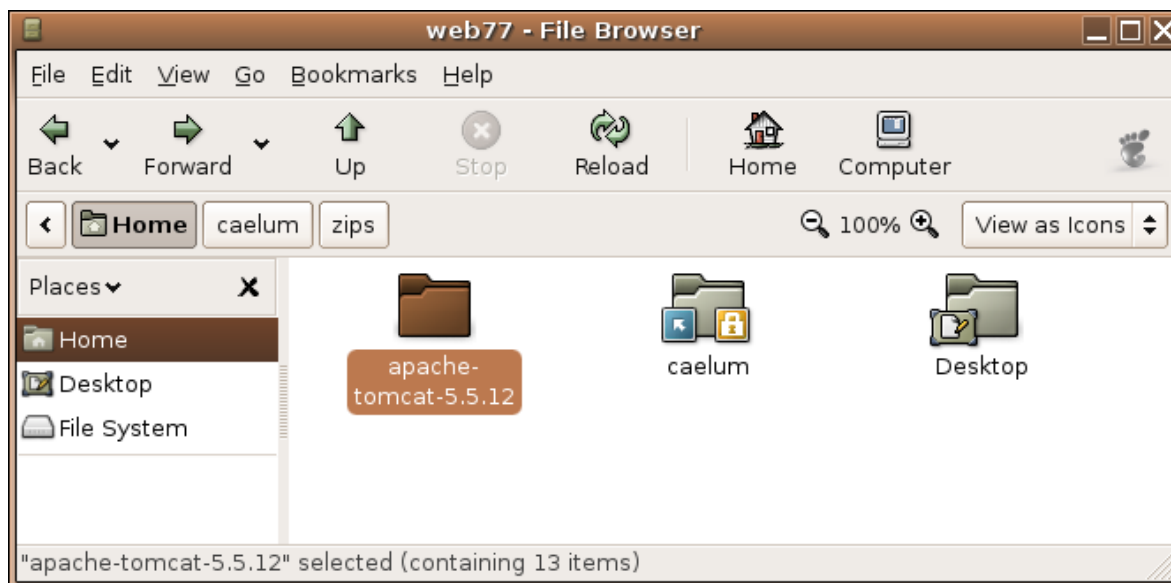 web77 - File Browser
File Edit View Go Bookmarks Help
Back Forward Up Stop Reload Home Computer
Home caelum zips 100% View as Icons
Places
Home
Desktop
File System
apache-
tomcat-5.5.12
caelum
Desktop
"apache-tomcat-5.5.12" selected (containing 13 items)